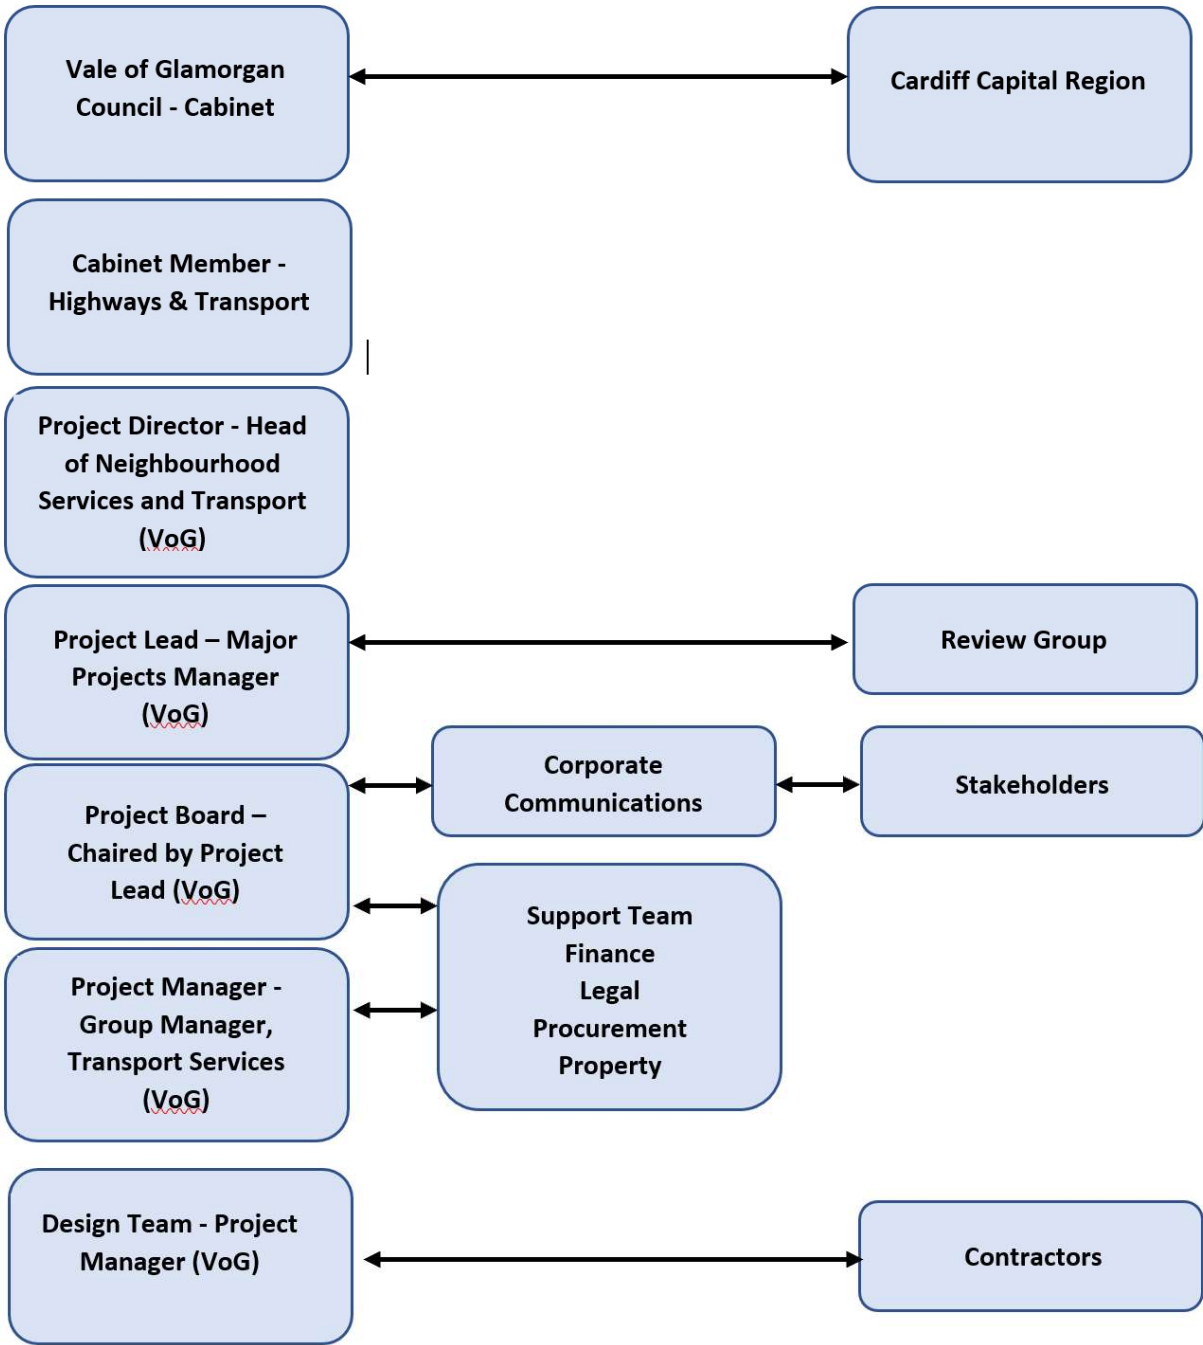 Vale of Glamorgan
Council - Cabinet
Cardiff Capital Region
Cabinet Member -
Highways & Transport
Project Director - Head
of Neighbourhood
Services and Transport
(VoG)
Project Lead – Major
Projects Manager
(VoG)
Review Group
Project Board –
Chaired by Project
Lead (VoG)
Corporate
Communications
Stakeholders
Support Team
Finance
Legal
Procurement
Property
Project Manager -
Group Manager,
Transport Services
(VoG)
Design Team - Project
Manager (VoG)
Contractors